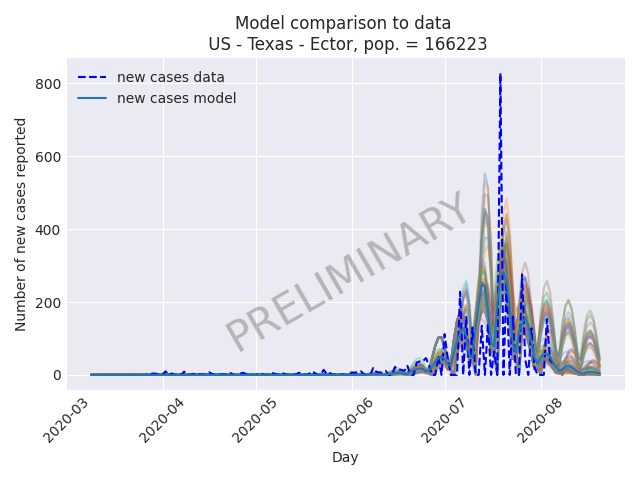 Model comparison to data
US - Texas - Ector, pop. = 166223
new cases data
new cases model
Number of new cases reported
800
600
400
200
0
PRELIMINARY
2020-03
2020-04
2020-05
2020-06
2020-07
2020-08
Day